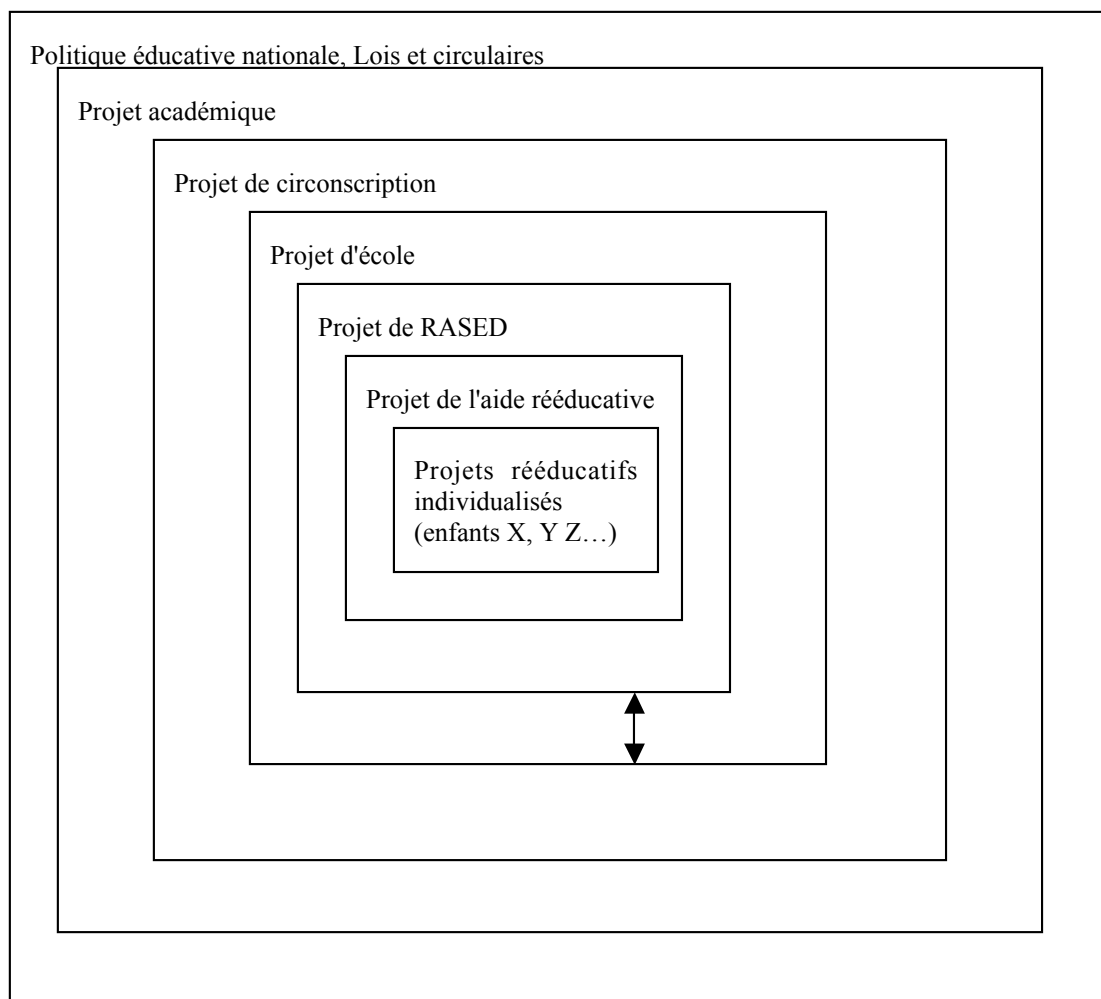 Politique éducative nationale, Lois et circulaires
Projet académique
Projet de circonscription
Projet d'école
Projet de RASED
Projet de l'aide rééducative
Projets rééducatifs
individualisés
(enfants X, Y Z…)